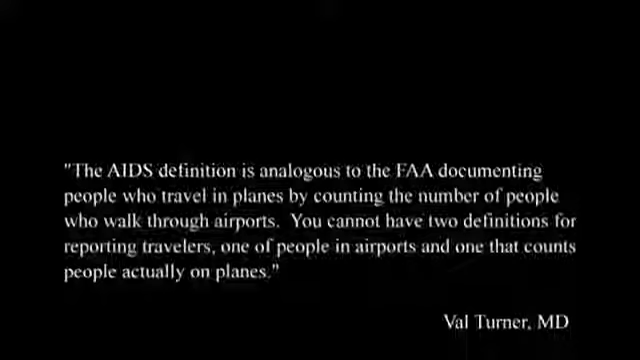 "The AIDS definition is analogous to the FAA documenting
people who travel in planes by counting the number of people
who walk through airports.  You cannot have two definitions for
reporting travelers, one of people in airports and one that counts
people actually on planes."
Val Turner, MD